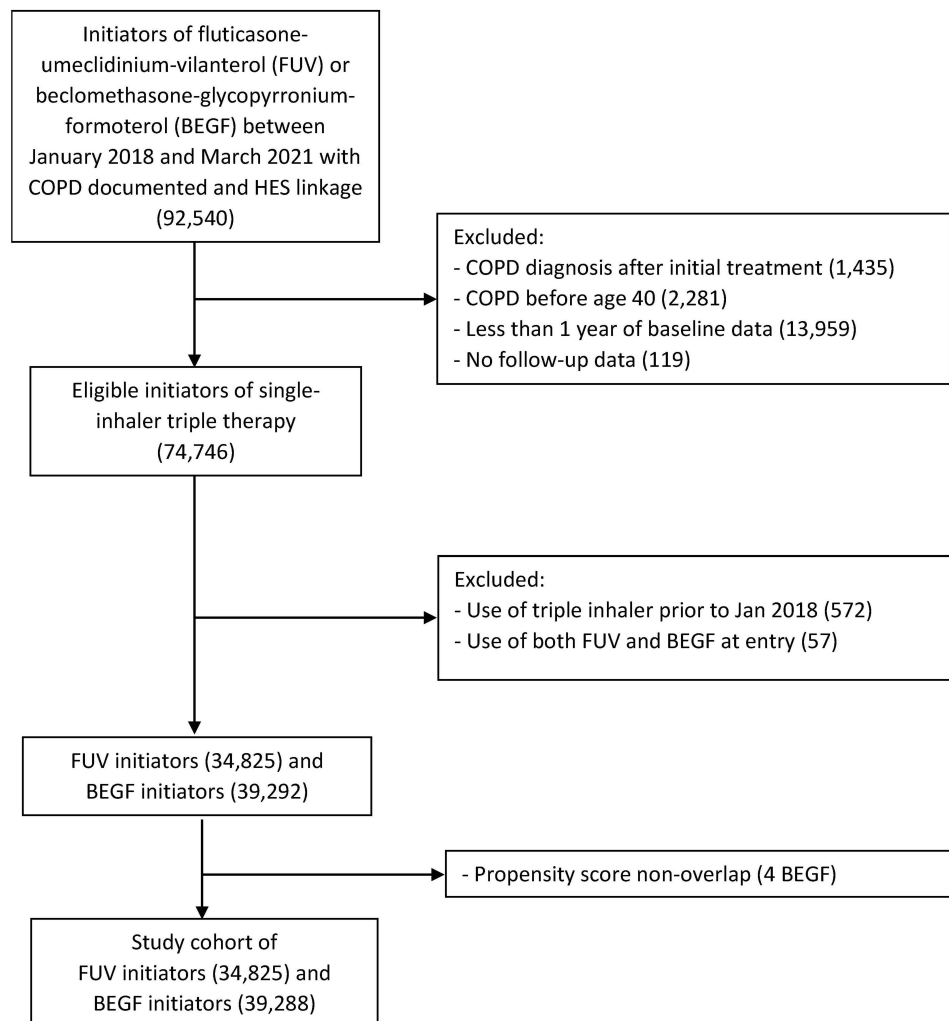 Initiators of fluticasone-
umeclidinium-vilanterol (FUV) or
beclomethasone-glycopyrronium-
formoterol (BEGF) between
January 2018 and March 2021 with
COPD documented and HES linkage
(92,540)
Excluded:
- COPD diagnosis after initial treatment (1,435)
- COPD before age 40 (2,281)
- Less than 1 year of baseline data (13,959)
- No follow-up data (119)
Eligible initiators of single-
inhaler triple therapy
(74,746)
Excluded:
- Use of triple inhaler prior to Jan 2018 (572)
- Use of both FUV and BEGF at entry (57)
FUV initiators (34,825) and
BEGF initiators (39,292)
- Propensity score non-overlap (4 BEGF)
Study cohort of
FUV initiators (34,825) and
BEGF initiators (39,288)